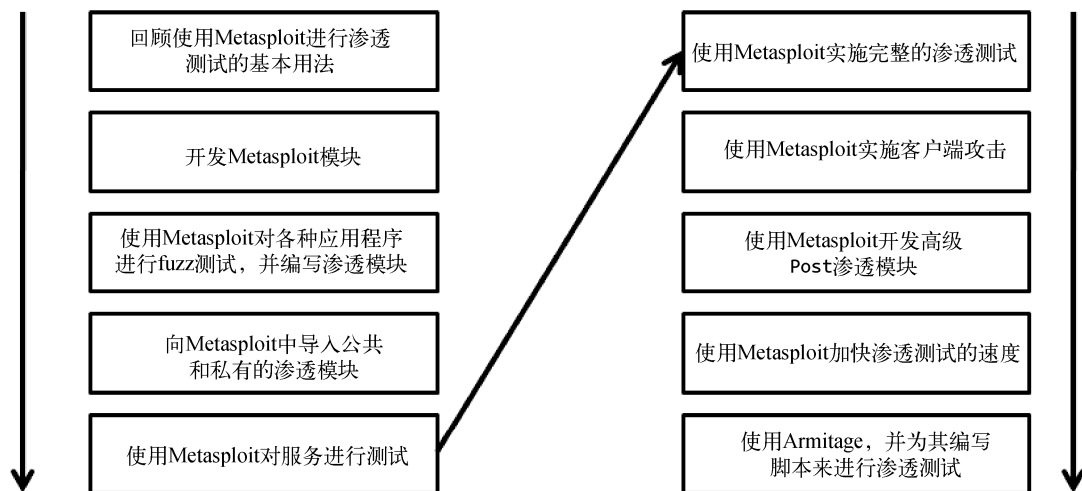 回顾使用Metasploit进行渗透
测试的基本用法
开发Metasploit模块
使用Metasploit对各种应用程序
进行fuzz测试，并编写渗透模块
向Metasploit中导入公共
和私有的渗透模块
使用Metasploit对服务进行测试
使用Metasploit实施完整的渗透测试
使用Metasploit实施客户端攻击
使用Metasploit开发高级
Post渗透模块
使用Metasploit加快渗透测试的速度
使用Armitage，并为其编写
脚本来进行渗透测试